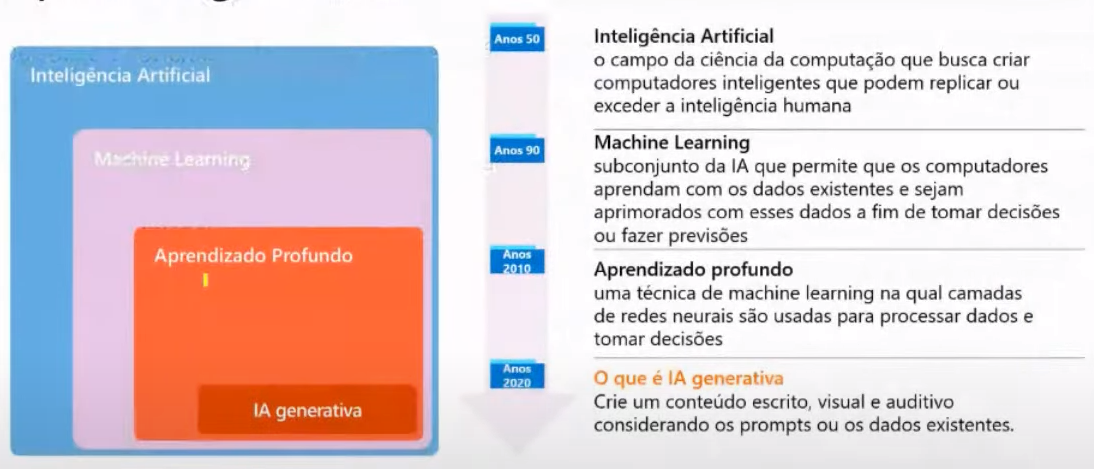 Inteligência Artificial
Machine Learning
Aprendizado Profundo
IA generativa
Anos 50
Inteligência Artificial
o campo da ciência da computação que busca criar
computadores inteligentes que podem replicar ou
exceder a inteligência humana
Anos 90
Machine Learning
subconjunto da IA que permite que os computadores
aprendam com os dados existentes e sejam
aprimorados com esses dados a fim de tomar decisões
ou fazer previsões
Anos
2010
Aprendizado profundo
uma técnica de machine learning na qual camadas
de redes neurais são usadas para processar dados e
tomar decisões
Anos
2020
O que é IA generativa
Crie um conteúdo escrito, visual e auditivo
considerando os prompts ou os dados existentes.